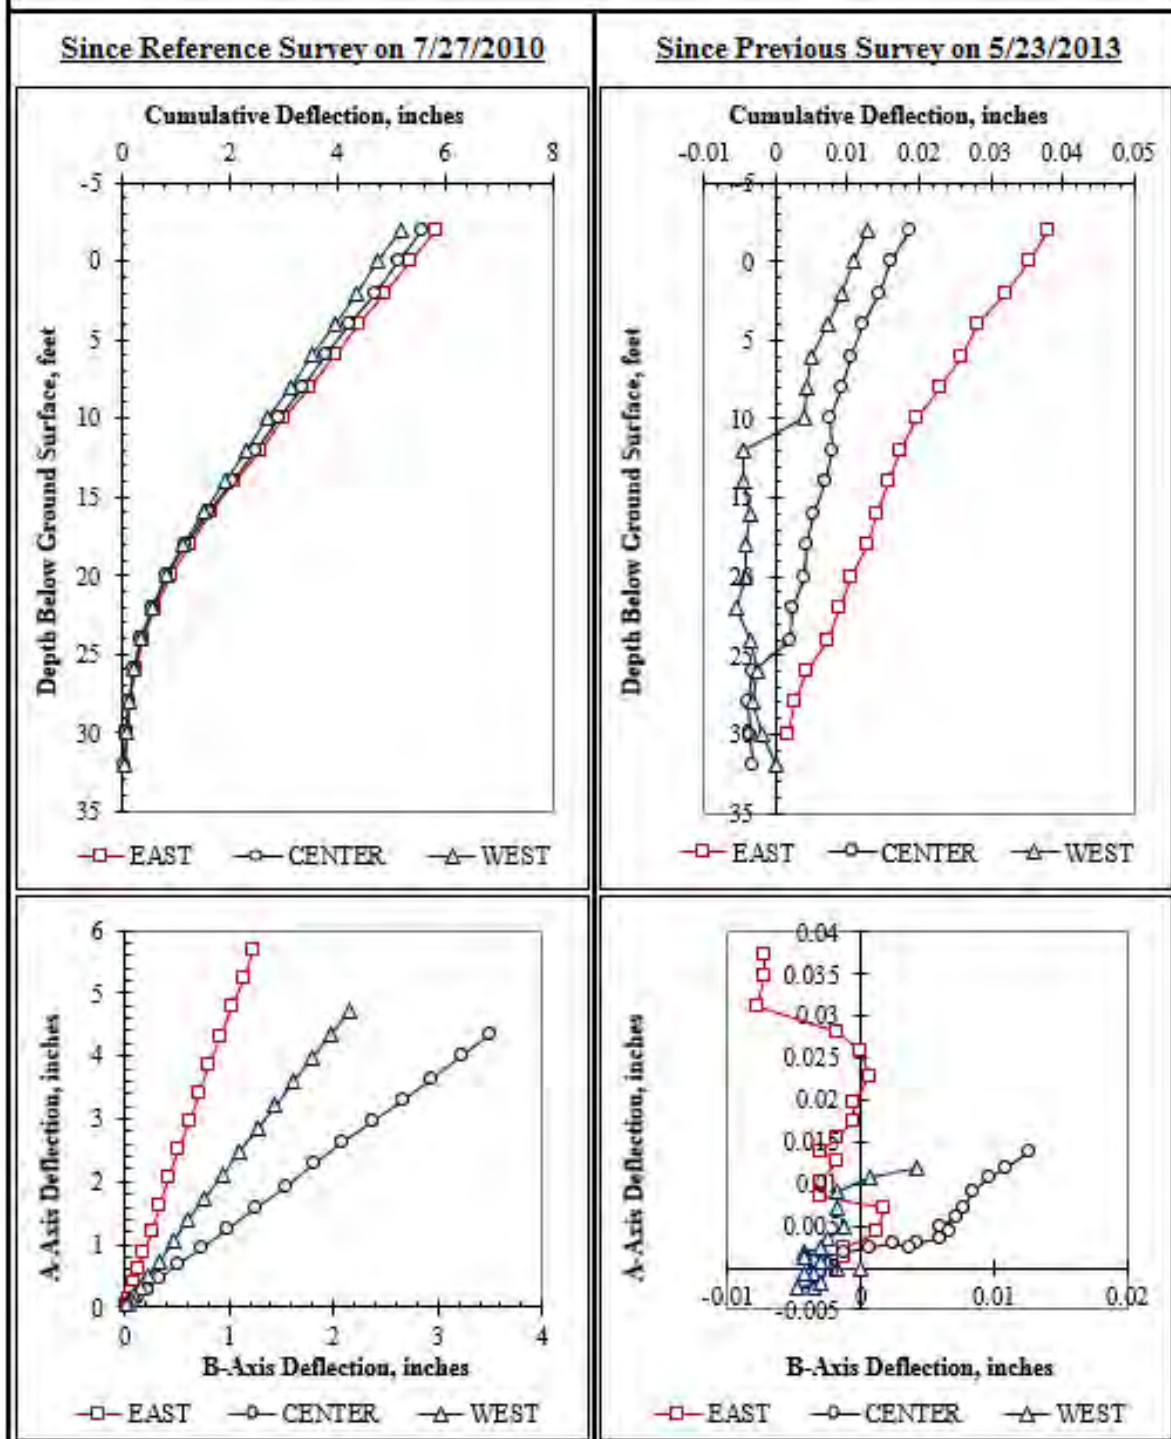 Since Reference Survey on 7/27/2010
Cumulative Deflection, inches
0 2 4 6 8
-5
0
5
10
15
20
25
30
35
Depth Below Ground Surface, feet
EAST CENTER WEST
Since Previous Survey on 5/23/2013
Cumulative Deflection, inches
-0.01 0 0.01 0.02 0.03 0.04 0.05
-5
0
5
10
15
20
25
30
35
Depth Below Ground Surface, feet
EAST CENTER WEST
6
5
4
3
2
1
0
A-Axis Deflection, inches
0 1 2 3 4
B-Axis Deflection, inches
EAST CENTER WEST
0.04
0.035
0.03
0.025
0.02
0.015
0.01
0.005
A-Axis Deflection, inches
-0.01 0 0.01 0.02
-0.005
B-Axis Deflection, inches
EAST CENTER WEST